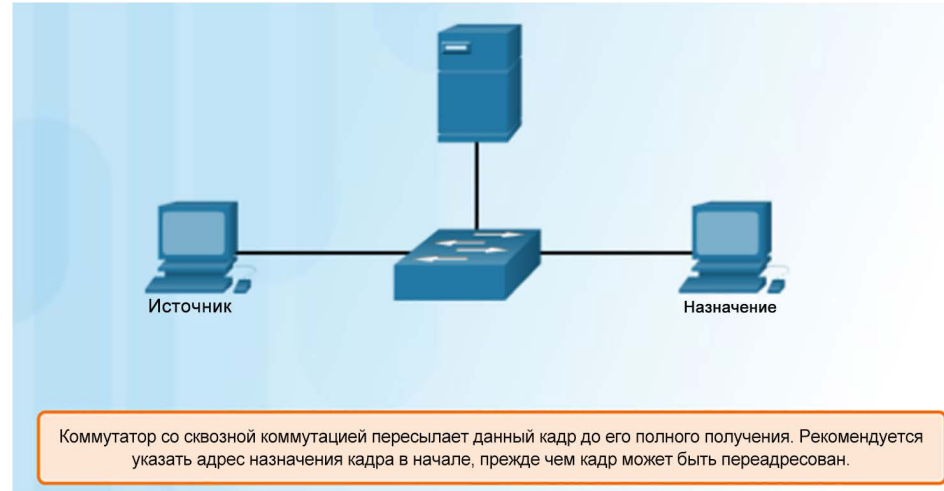 Источник
Назначение
Коммутатор со сквозной коммутацией пересылает данный кадр до его полного получения. Рекомендуется
указать адрес назначения кадра в начале, прежде чем кадр может быть переадресован.